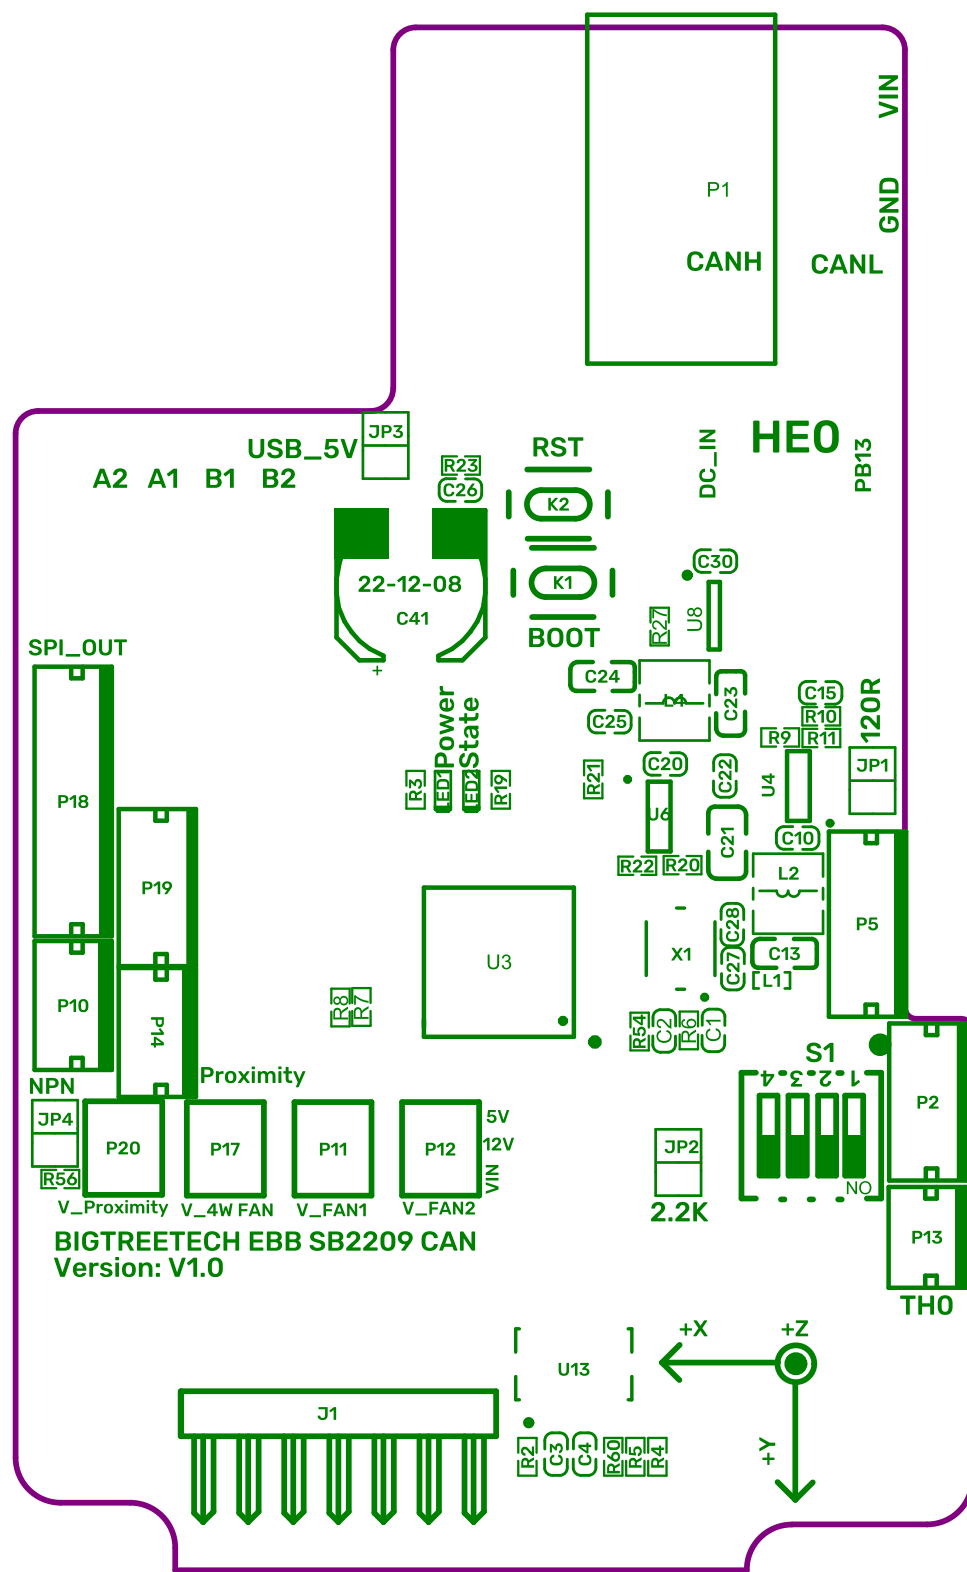 VIN
P1
GND
CANH
CANL
JP3
USB_5V
RST
HE0
DC_IN
PB13
A2 A1 B1 B2
R23
C26
K2
22-12-08
K1
C30
C41
R27
U8
BOOT
SPI_OUT
+
C24
L4
C23
C15
120R
Power
State
C25
R10
R9
R11
C20
C22
JP1
R3
LED1
LED2
R19
R21
U4
P18
U6
C21
C10
R22
R20
L2
P19
C28
P5
U3
X1
C13
C27
L1
P10
R8
R7
P14
R54
C2
R6
C1
S1
Proximity
NPN
4 3 2 1
JP4
P2
5V
P20
P17
P11
P12
12V
JP2
R56
VIN
ON
V_Proximity
V_4W FAN
V_FAN1
V_FAN2
2.2K
BIGTREETECH EBB SB2209 CAN
Version: V1.0
P13
TH0
+X
+Z
U13
J1
+Y
R2
C3
C4
R60
R5
R4